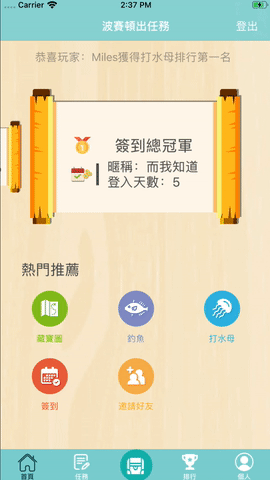 Carrier 2:37 PM
波賽頓出任務 登出
恭喜玩家：Miles獲得打水母排行第一名
簽到總冠軍
暱稱：而我知道
登入天數：5
熱門推薦
藏寶圖 釣魚 打水母
簽到 邀請好友
首頁 任務 排行 個人